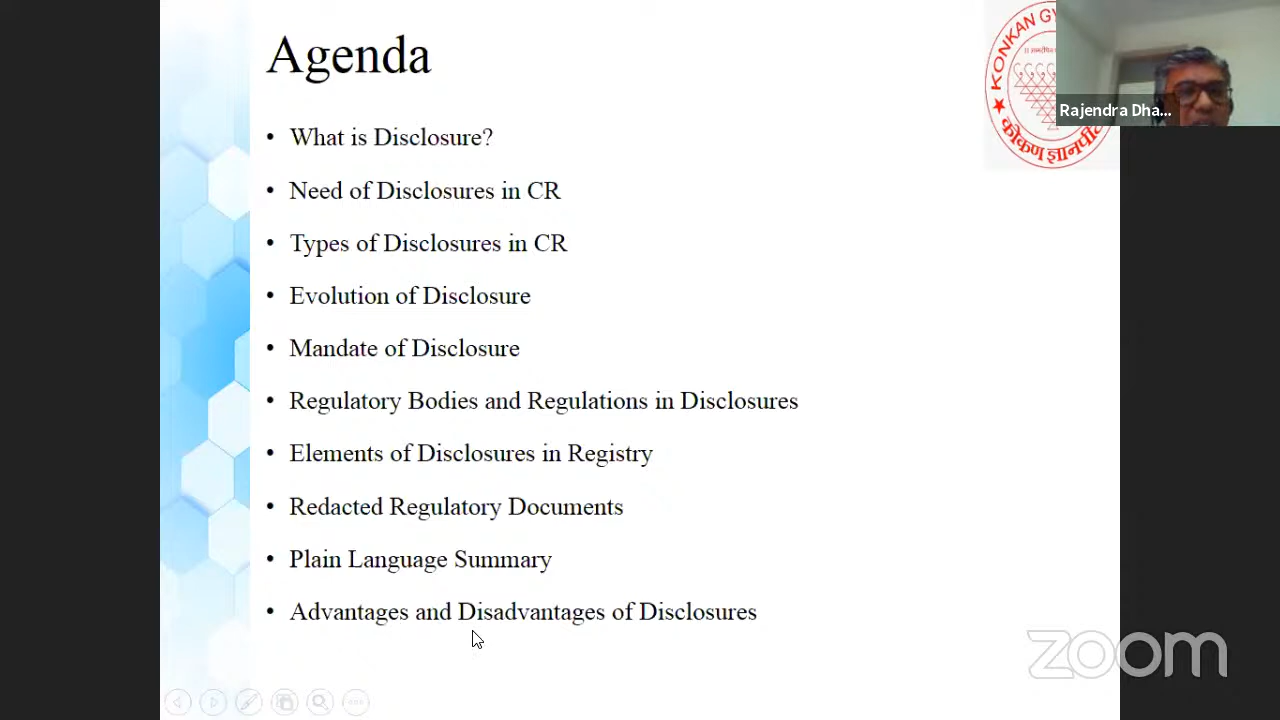 Agenda
• What is Disclosure?
• Need of Disclosures in CR
• Types of Disclosures in CR
• Evolution of Disclosure
• Mandate of Disclosure
• Regulatory Bodies and Regulations in Disclosures
• Elements of Disclosures in Registry
• Redacted Regulatory Documents
• Plain Language Summary
• Advantages and Disadvantages of Disclosures
KONKAN GY
कोकण ज्ञानपी
Rajendra Dha...
zoom